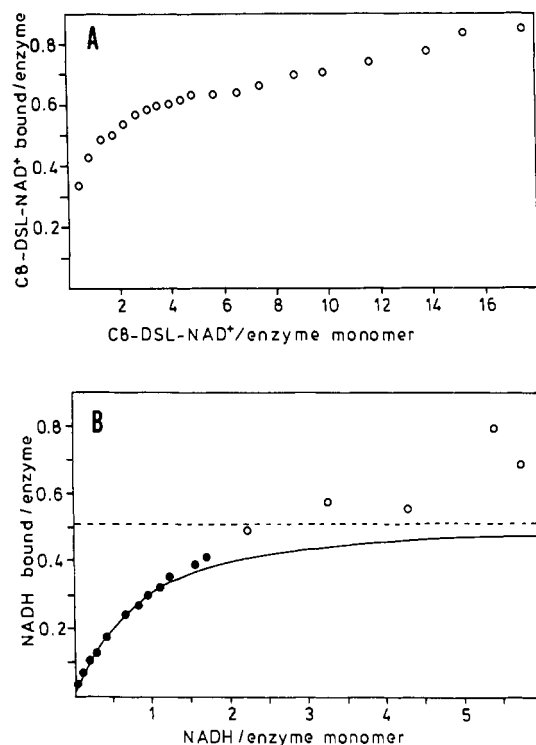 A
C8-DSL-NAD⁺ bound/enzyme
0.8
0.6
0.4
0.2
2 4 6 8 10 12 14 16
C8-DSL-NAD⁺/enzyme monomer
B
NADH bound/enzyme
0.8
0.6
0.4
0.2
1 2 3 4 5
NADH/enzyme monomer